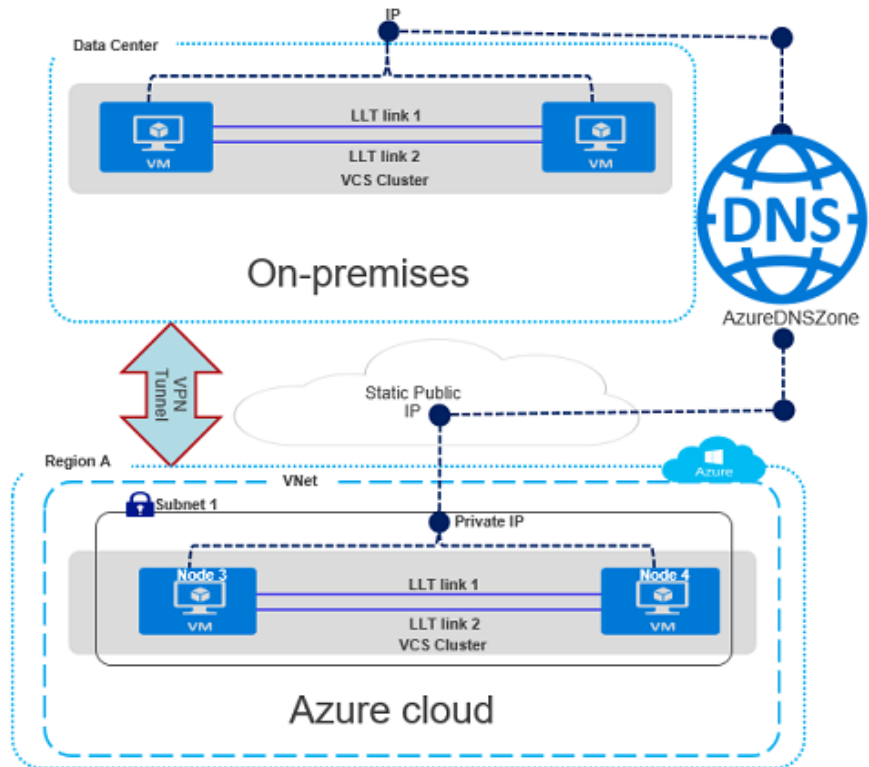 IP
Data Center
LLT link 1
VM
VM
LLT link 2
VCS Cluster
DNS
On-premises
AzureDNSZone
VPN
Tunnel
Static Public
IP
Region A
Azure
VNet
Subnet 1
Private IP
Node 3
Node 4
LLT link 1
VM
VM
LLT link 2
VCS Cluster
Azure cloud